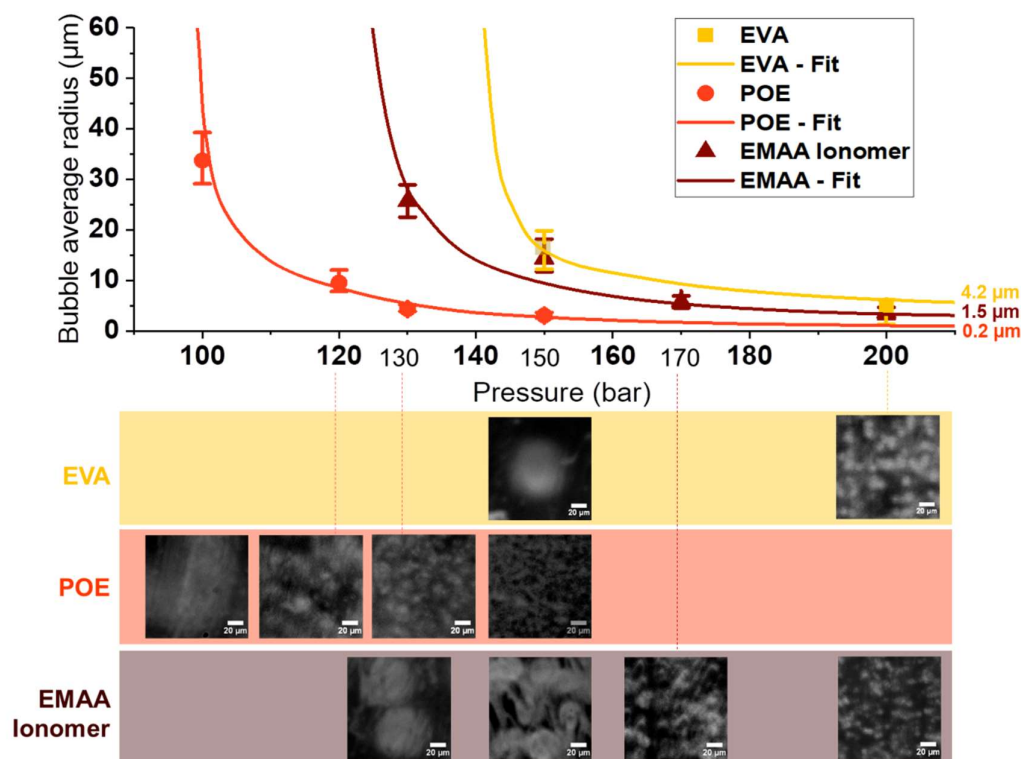 60
50
40
30
20
10
0
Bubble average radius (µm)
EVA
EVA - Fit
POE
POE - Fit
EMAA Ionomer
EMAA - Fit
4.2 µm
1.5 µm
0.2 µm
100 120 130 140 150 160 170 180 200
Pressure (bar)
EVA
20 µm
20 µm
POE
20 µm
20 µm
20 µm
20 µm
EMAA
Ionomer
20 µm
20 µm
20 µm
20 µm